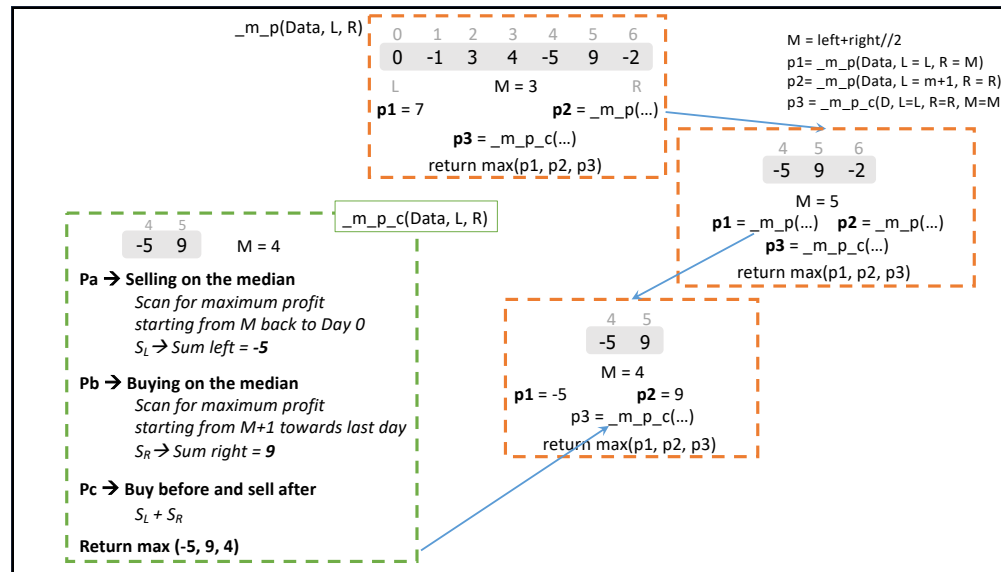 _m_p(Data, L, R)
0 1 2 3 4 5 6
0 -1 3 4 -5 9 -2
L M = 3 R
p1 = 7 p2 = _m_p(…)
p3 = _m_p_c(…)
return max(p1, p2, p3)
M = left+right//2
p1= _m_p(Data, L = L, R = M)
p2= _m_p(Data, L = m+1, R = R)
p3 = _m_p_c(D, L=L, R=R, M=M
4 5 6
-5 9 -2
M = 5
p1 = _m_p(…) p2 = _m_p(…)
p3 = _m_p_c(…)
return max(p1, p2, p3)
4 5
-5 9
M = 4
p1 = -5 p2 = 9
p3 = _m_p_c(…)
return max(p1, p2, p3)
_m_p_c(Data, L, R)
4 5
-5 9 M = 4
Pa → Selling on the median
Scan for maximum profit
starting from M back to Day 0
S_L → Sum left = -5
Pb → Buying on the median
Scan for maximum profit
starting from M+1 towards last day
S_R → Sum right = 9
Pc → Buy before and sell after
S_L + S_R
Return max (-5, 9, 4)